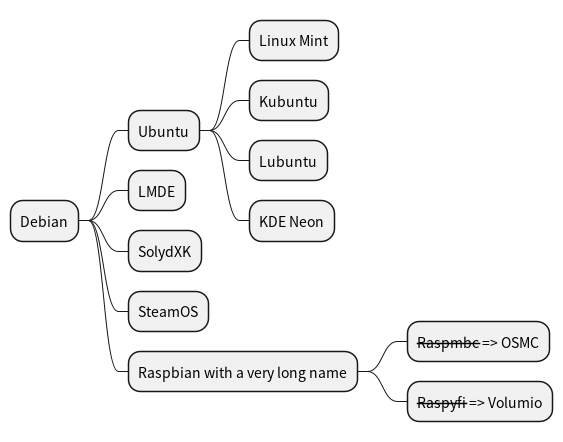 Debian
Ubuntu
Linux Mint
Kubuntu
Lubuntu
KDE Neon
LMDE
SolydXK
SteamOS
Raspbian with a very long name
Raspmbc => OSMC
Raspyfi => Volumio